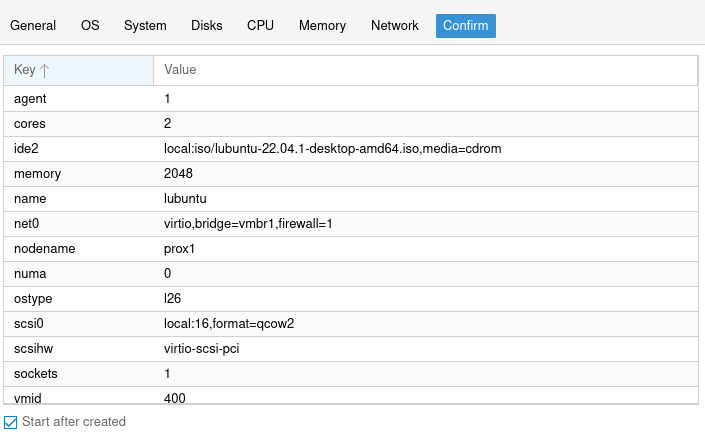 General OS System Disks CPU Memory Network Confirm
Key Value
agent 1
cores 2
ide2 local:iso/lubuntu-22.04.1-desktop-amd64.iso,media=cdrom
memory 2048
name lubuntu
net0 virtio,bridge=vmbr1,firewall=1
nodename prox1
numa 0
ostype l26
scsi0 local:16,format=qcow2
scsihw virtio-scsi-pci
sockets 1
vmid 400
Start after created